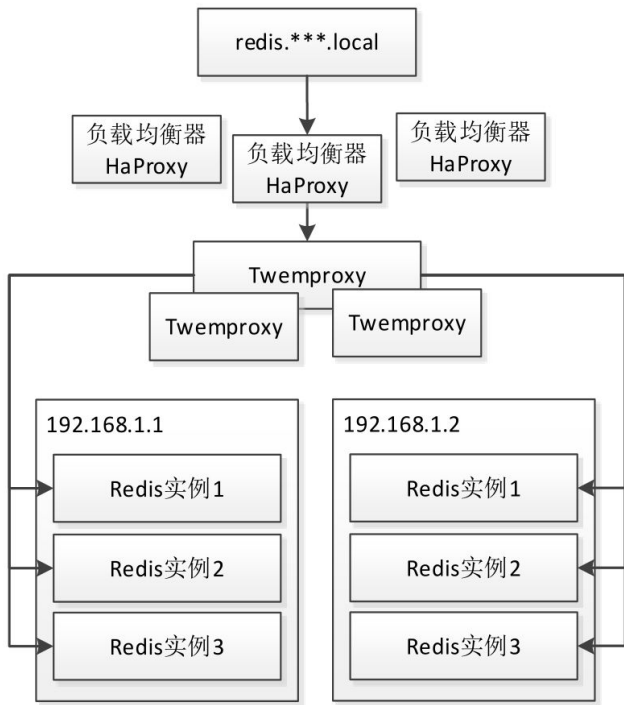 redis.***.local
负载均衡器
HaProxy
负载均衡器
HaProxy
负载均衡器
HaProxy
Twemproxy
Twemproxy
Twemproxy
192.168.1.1
Redis实例1
Redis实例2
Redis实例3
192.168.1.2
Redis实例1
Redis实例2
Redis实例3